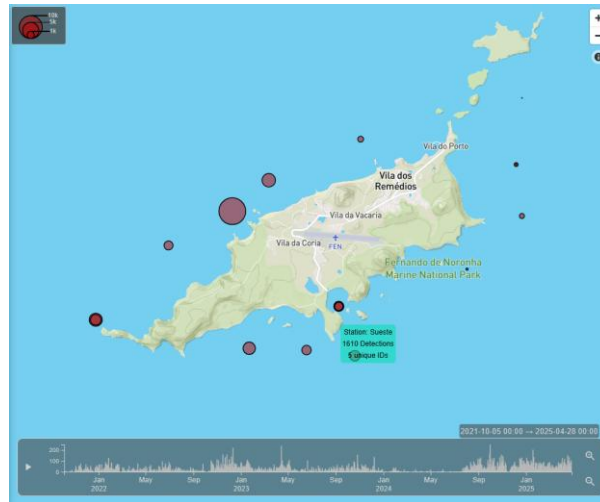 10k
5k
1k
+
−
Vila do Porto
Vila dos
Remédios
Vila da Vacaria
Vila da Coria
FEN
Fernando de Noronha
Marine National Park
Station: Sueste
1610 Detections
5 unique IDs
2021-10-05 00:00 → 2025-04-28 00:00
200
100
0
Jan
2022
May
Sep
Jan
2023
May
Sep
Jan
2024
May
Sep
Jan
2025